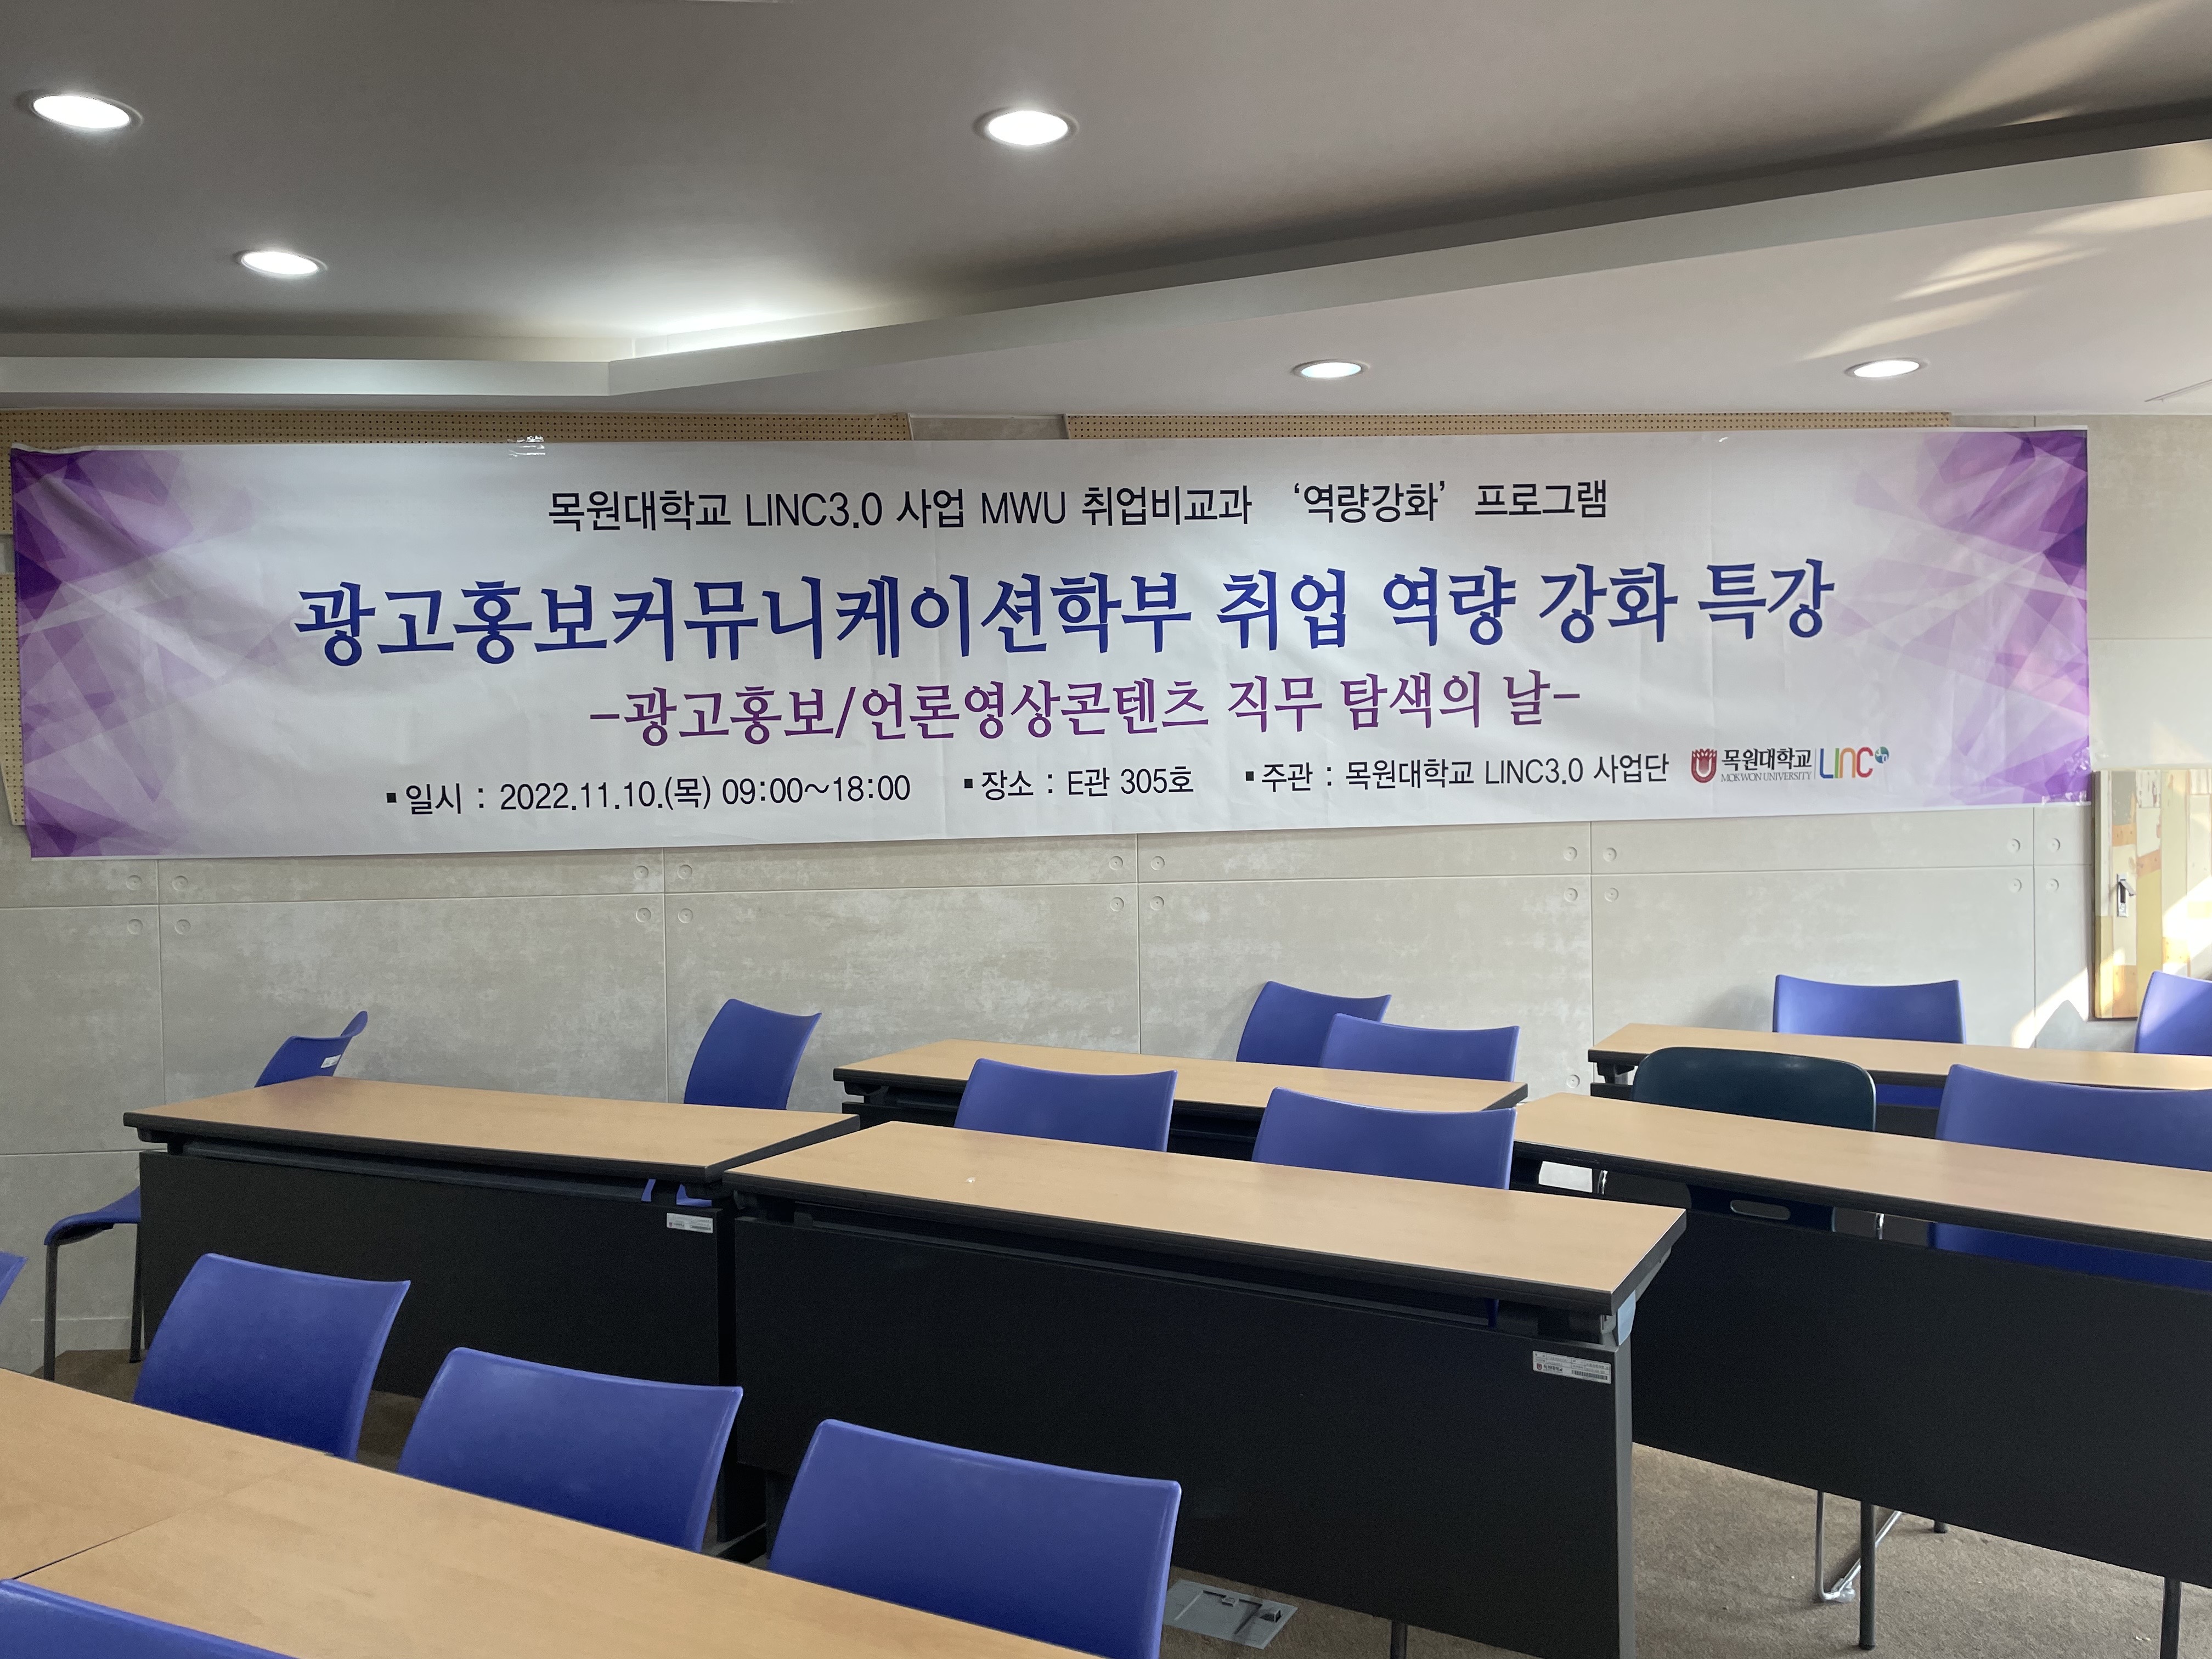 목원대학교 LINC3.0 사업 MWU 취업비교과 ‘역량강화’ 프로그램
광고홍보커뮤니케이션학부 취업 역량 강화 특강
-광고홍보/언론영상콘텐츠 직무 탐색의 날-
▪일시 : 2022.11.10.(목) 09:00~18:00 ▪장소 : E관 305호 ▪주관 : 목원대학교 LINC3.0 사업단 목원대학교 LINC
MOKWON UNIVERSITY